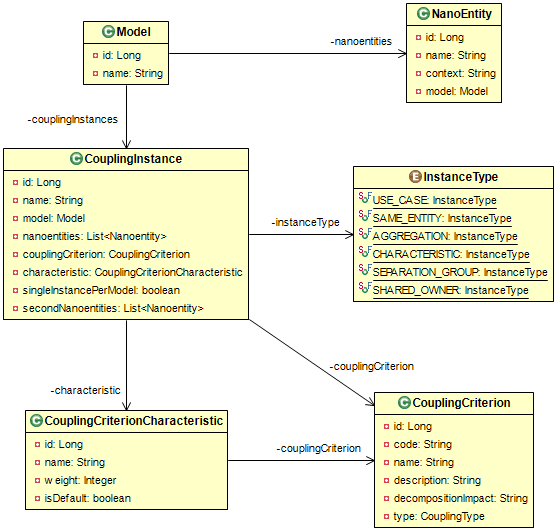 C Model
id: Long
name: String
-nanoentities
C NanoEntity
id: Long
name: String
context: String
model: Model
-couplingInstances
C CouplingInstance
id: Long
name: String
model: Model
nanoentities: List<Nanoentity>
couplingCriterion: CouplingCriterion
characteristic: CouplingCriterionCharacteristic
singleInstancePerModel: boolean
secondNanoentities: List<Nanoentity>
-instanceType
E InstanceType
S F USE_CASE: InstanceType
S F SAME_ENTITY: InstanceType
S F AGGREGATION: InstanceType
S F CHARACTERISTIC: InstanceType
S F SEPARATION_GROUP: InstanceType
S F SHARED_OWNER: InstanceType
-couplingCriterion
-characteristic
C CouplingCriterionCharacteristic
id: Long
name: String
weight: Integer
isDefault: boolean
-couplingCriterion
C CouplingCriterion
id: Long
code: String
name: String
description: String
decompositionImpact: String
type: CouplingType